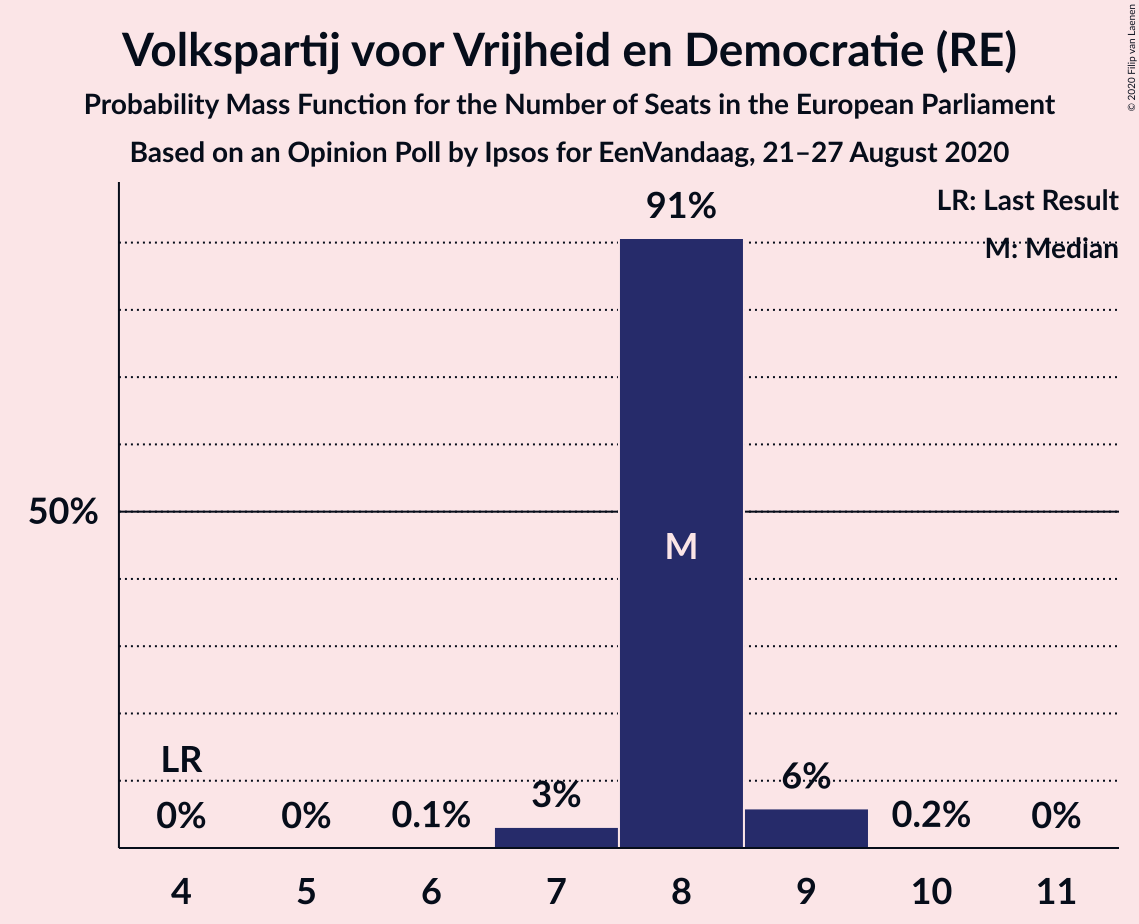 Volkspartij voor Vrijheid en Democratie (RE)
Probability Mass Function for the Number of Seats in the European Parliament
Based on an Opinion Poll by Ipsos for EenVandaag, 21–27 August 2020
© 2020 Filip van Laenen
LR: Last Result
M: Median
91%
50%
M
LR
0%
0%
0.1%
3%
6%
0.2%
0%
4 5 6 7 8 9 10 11